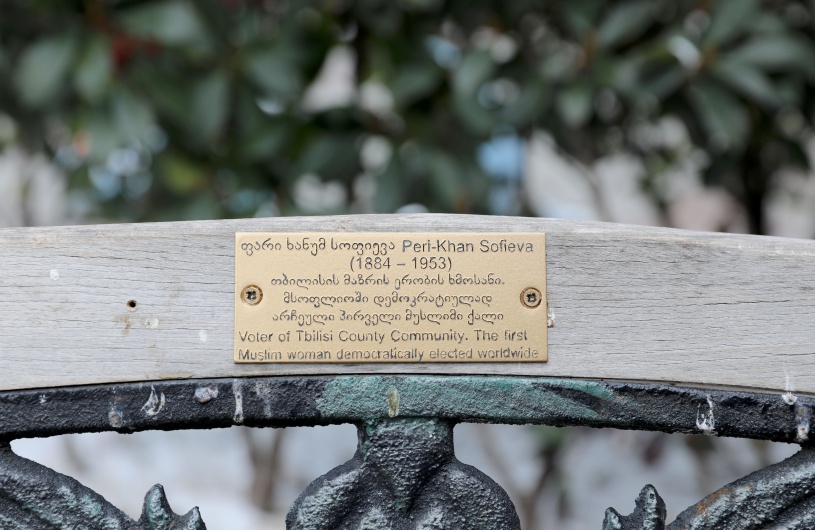 ფარი ხანუმ სოფიევა Peri-Khan Sofieva
(1884 – 1953)
თბილისის მაზრის ერობის ხმოსანი.
მსოფლიოში დემოკრატიულად
არჩეული პირველი მუსლიმი ქალი
Voter of Tbilisi County Community. The first
Muslim woman democratically elected worldwide